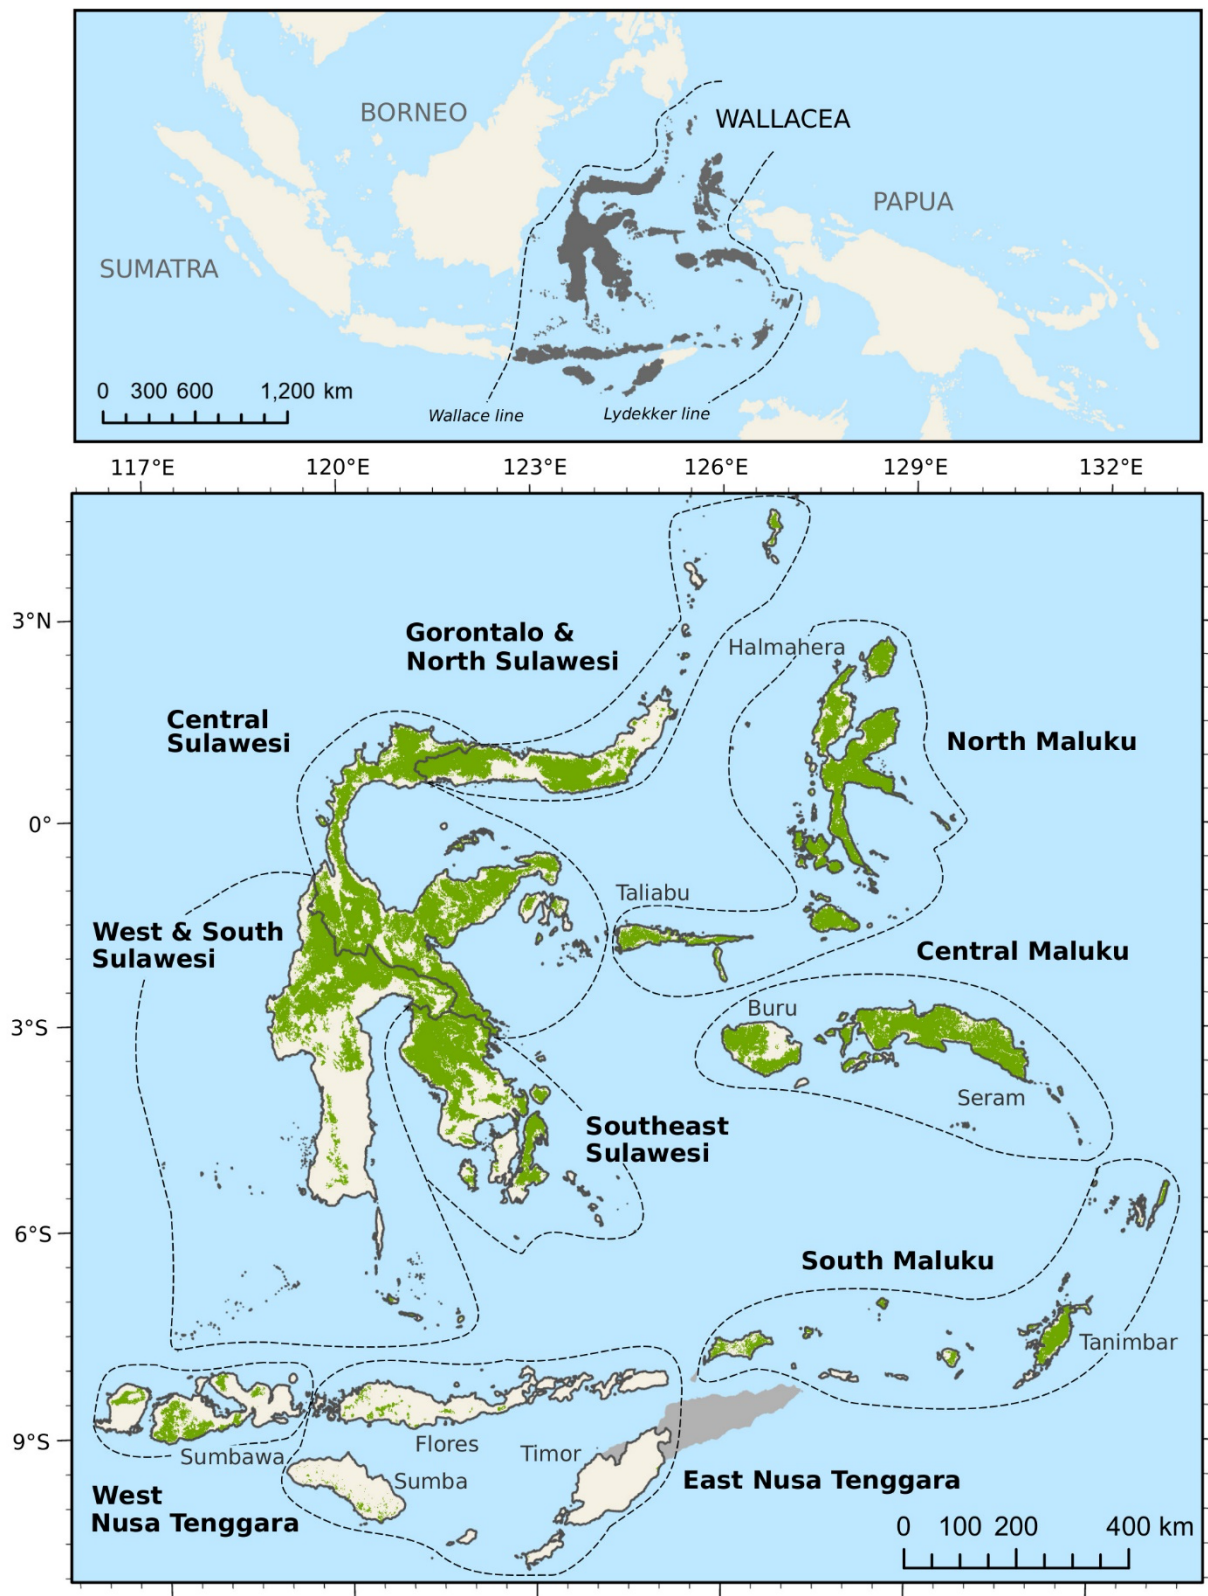 BORNEO
WALLACEA
PAPUA
SUMATRA
0 300 600 1,200 km
Wallace line
Lydekker line
117°E 120°E 123°E 126°E 129°E 132°E
3°N
Gorontalo &
North Sulawesi
Halmahera
Central
Sulawesi
North Maluku
0°
Taliabu
West & South
Sulawesi
Central Maluku
3°S
Buru
Seram
Southeast
Sulawesi
6°S
South Maluku
Tanimbar
9°S
Sumbawa
Flores
Timor
Sumba
East Nusa Tenggara
West
Nusa Tenggara
0 100 200 400 km